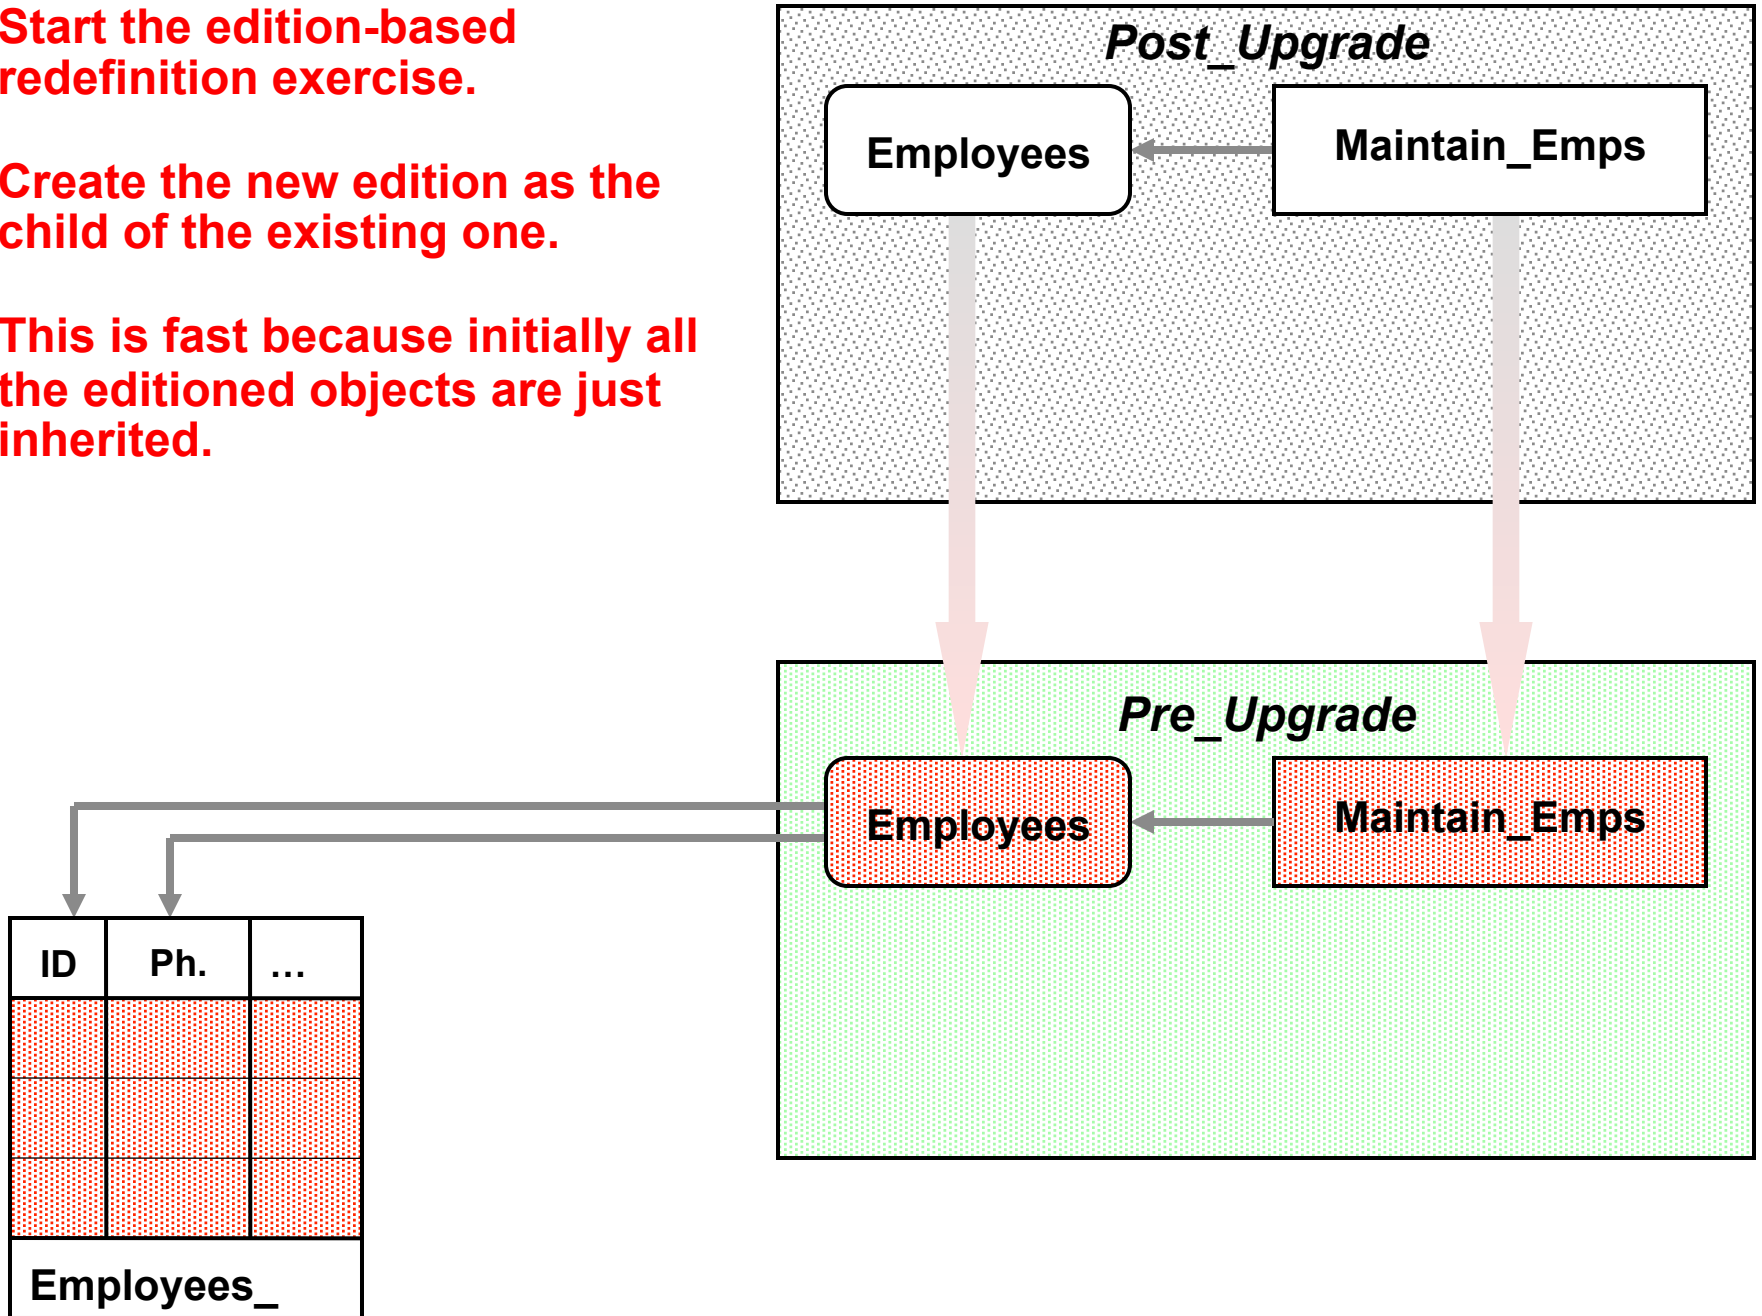 Start the edition-based
redefinition exercise.
Create the new edition as the
child of the existing one.
This is fast because initially all
the editioned objects are just
inherited.
Post_Upgrade
Employees
Maintain_Emps
Pre_Upgrade
Employees
Maintain_Emps
ID
Ph.
…
Employees_